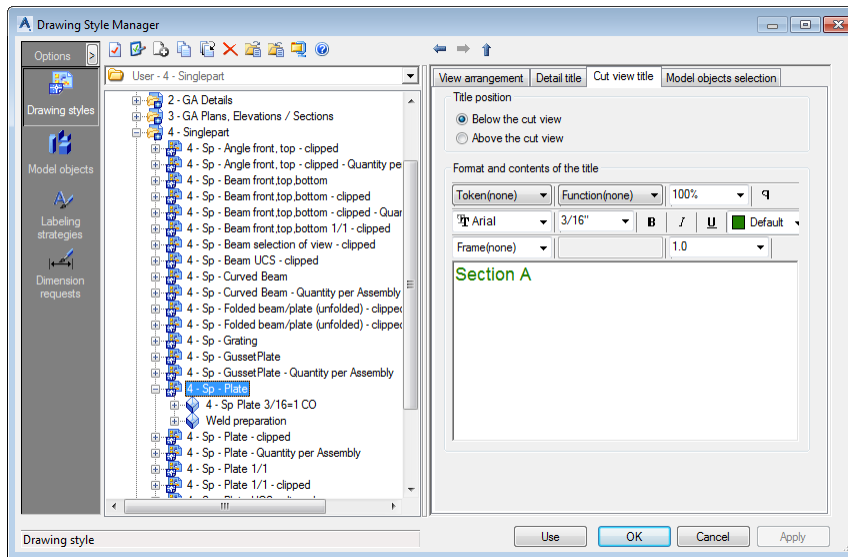 Drawing Style Manager
Options
>
Drawing styles
Model objects
Labeling
strategies
Dimension
requests
User - 4 - Singlepart
2 - GA Details
3 - GA Plans, Elevations / Sections
4 - Singlepart
4 - Sp - Angle front, top - clipped
4 - Sp - Angle front, top - clipped - Quantity pe
4 - Sp - Beam front,top,bottom
4 - Sp - Beam front,top,bottom - clipped
4 - Sp - Beam front,top,bottom - clipped - Quar
4 - Sp - Beam front,top,bottom 1/1 - clipped
4 - Sp - Beam selection of view - clipped
4 - Sp - Beam UCS - clipped
4 - Sp - Curved Beam
4 - Sp - Curved Beam - Quantity per Assembly
4 - Sp - Folded beam/plate (unfolded) - clipped
4 - Sp - Folded beam/plate (unfolded) - clipped
4 - Sp - Grating
4 - Sp - GussetPlate
4 - Sp - GussetPlate - Quantity per Assembly
4 - Sp - Plate
4 - Sp Plate 3/16=1 CO
Weld preparation
4 - Sp - Plate - clipped
4 - Sp - Plate - Quantity per Assembly
4 - Sp - Plate 1/1
4 - Sp - Plate 1/1 - clipped
View arrangement
Detail title
Cut view title
Model objects selection
Title position
Below the cut view
Above the cut view
Format and contents of the title
Token(none)
Function(none)
100%
Arial
3/16"
B
I
U
Default
Frame(none)
1.0
Section A
Drawing style
Use
OK
Cancel
Apply